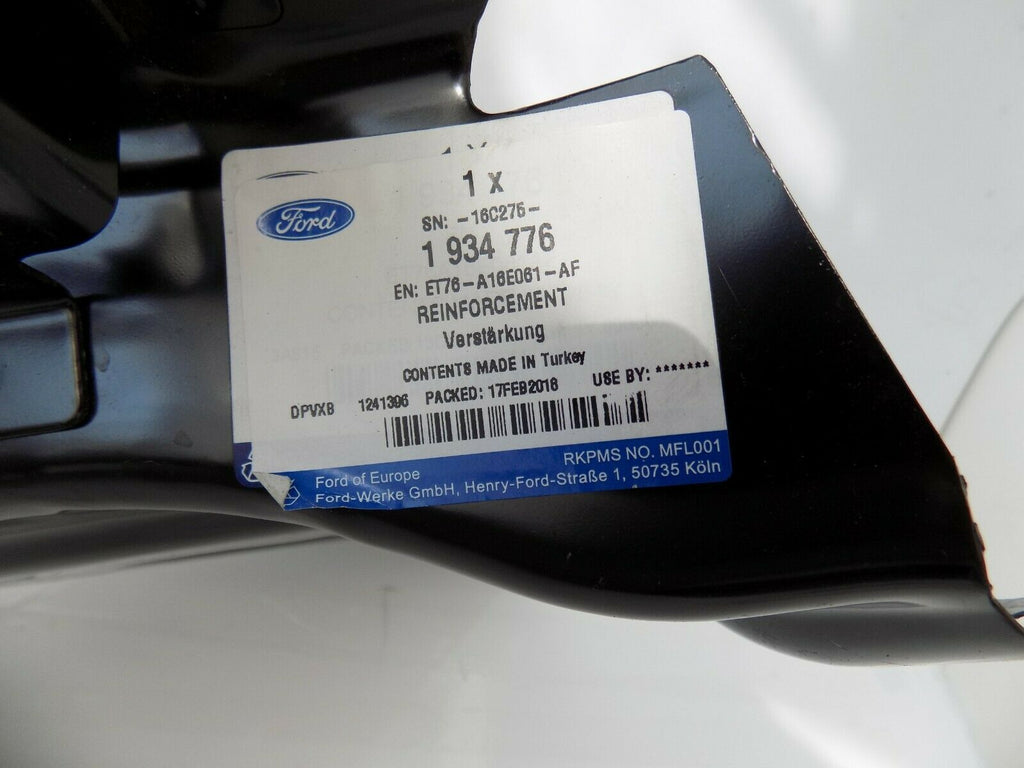 1 X
Ford
SN: -16C275-
1 934 776
EN: ET76-A16E061-AF
REINFORCEMENT
Verstärkung
CONTENTS MADE IN Turkey
DPVXB 1241396 PACKED: 17FEB2016 USE BY: *******
RKPMS NO. MFL001
Ford of Europe
Ford-Werke GmbH, Henry-Ford-Straße 1, 50735 Köln